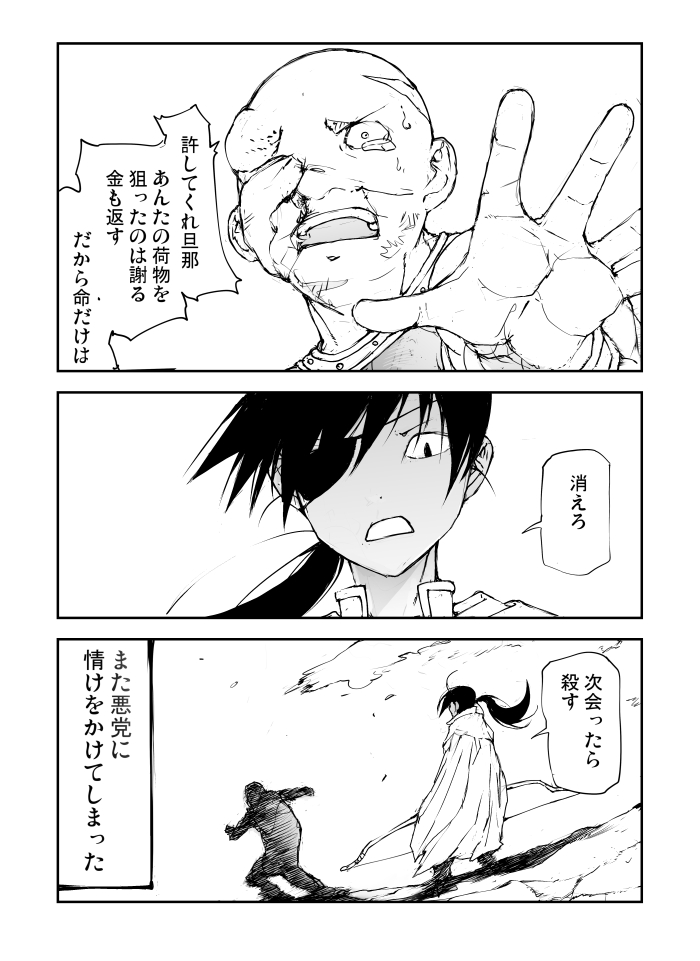 許してくれ旦那
あんたの荷物を
狙ったのは謝る
金も返す
だから命だけは
消えろ
次会ったら
殺す
また悪党に
情けをかけてしまった